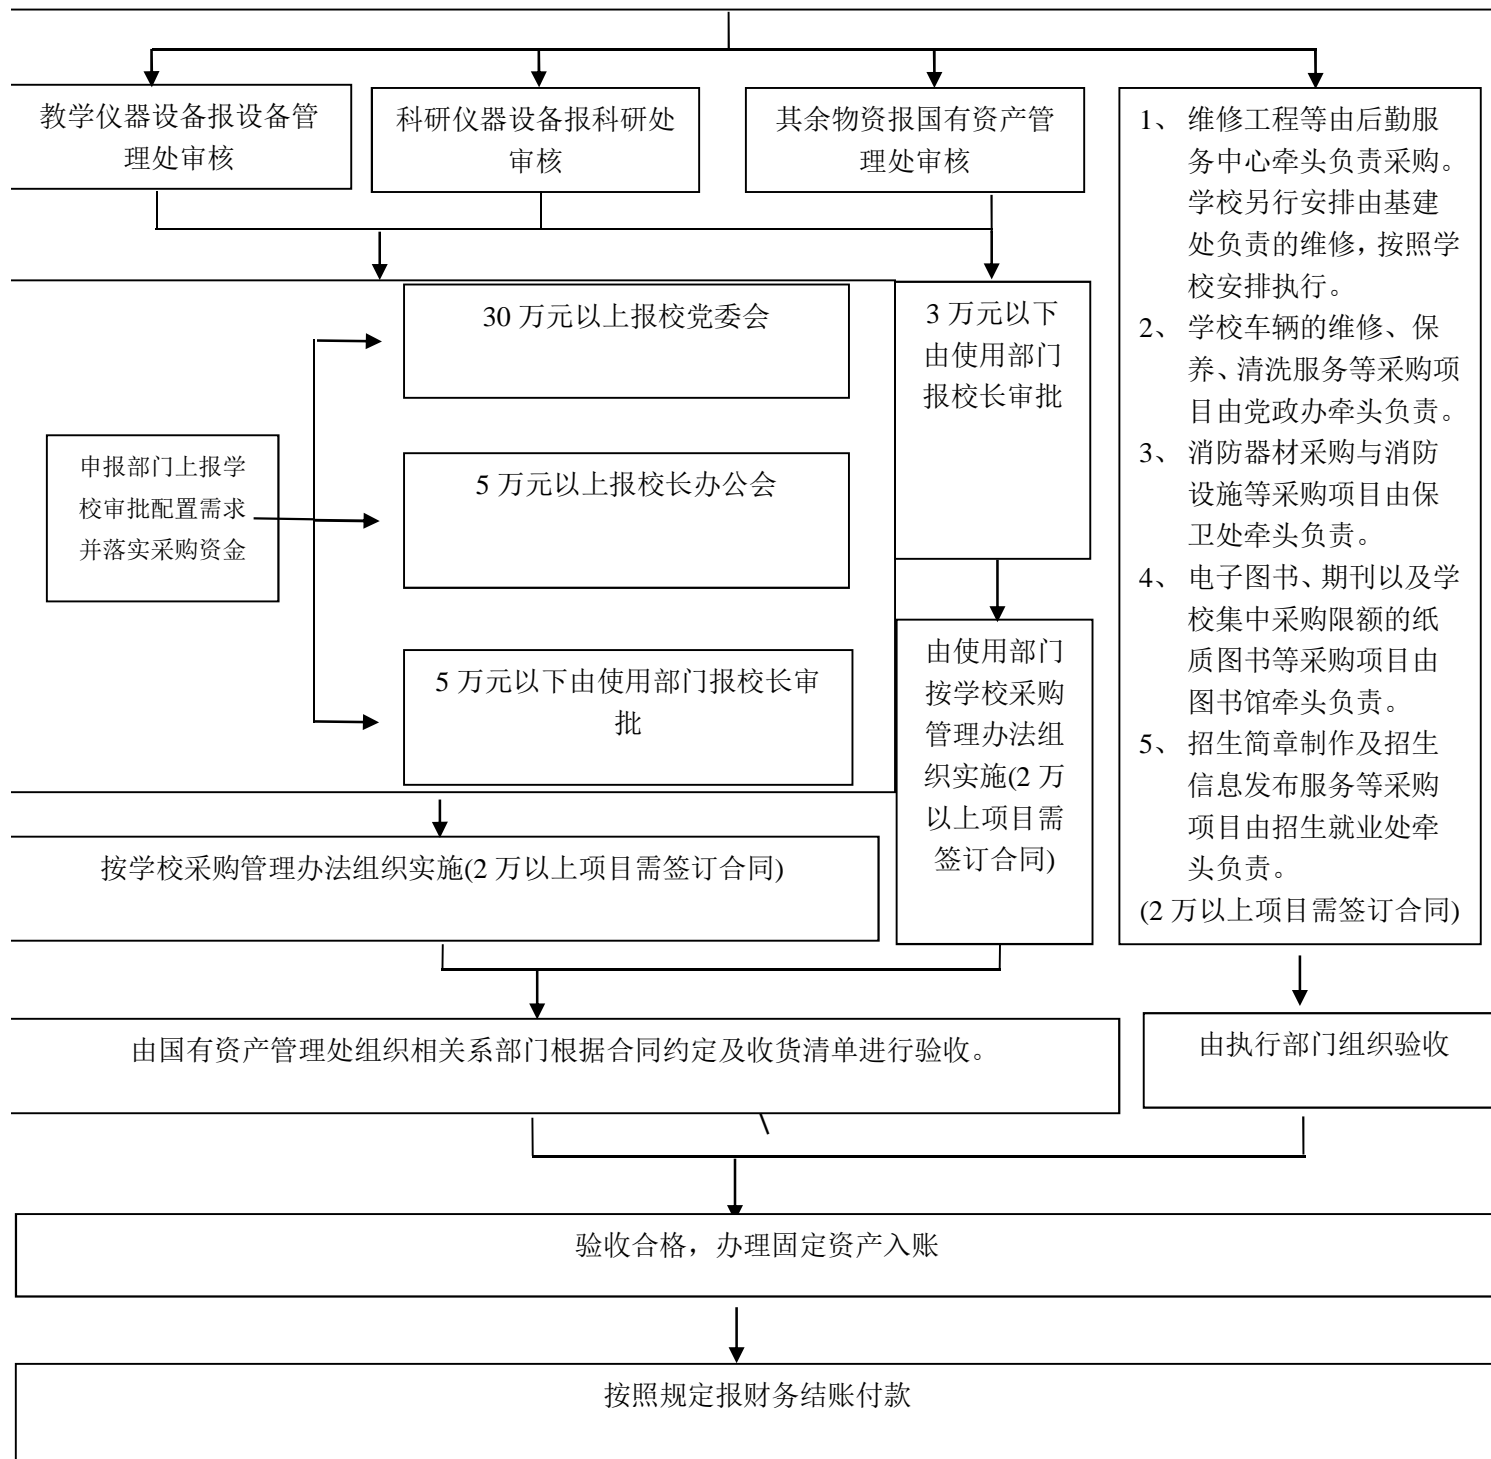 教学仪器设备报设备管
理处审核
科研仪器设备报科研处
审核
其余物资报国有资产管
理处审核
1、 维修工程等由后勤服
务中心牵头负责采购。
学校另行安排由基建
处负责的维修，按照学
校安排执行。
2、 学校车辆的维修、保
养、清洗服务等采购项
目由党政办牵头负责。
3、 消防器材采购与消防
设施等采购项目由保
卫处牵头负责。
4、 电子图书、期刊以及学
校集中采购限额的纸
质图书等采购项目由
图书馆牵头负责。
5、 招生简章制作及招生
信息发布服务等采购
项目由招生就业处牵
头负责。
(2 万以上项目需签订合同)
30 万元以上报校党委会
3 万元以下
由使用部门
报校长审批
申报部门上报学
校审批配置需求
并落实采购资金
5 万元以上报校长办公会
5 万元以下由使用部门报校长审
批
由使用部门
按学校采购
管理办法组
织实施(2 万
以上项目需
签订合同)
按学校采购管理办法组织实施(2 万以上项目需签订合同)
由国有资产管理处组织相关系部门根据合同约定及收货清单进行验收。
由执行部门组织验收
验收合格，办理固定资产入账
按照规定报财务结账付款